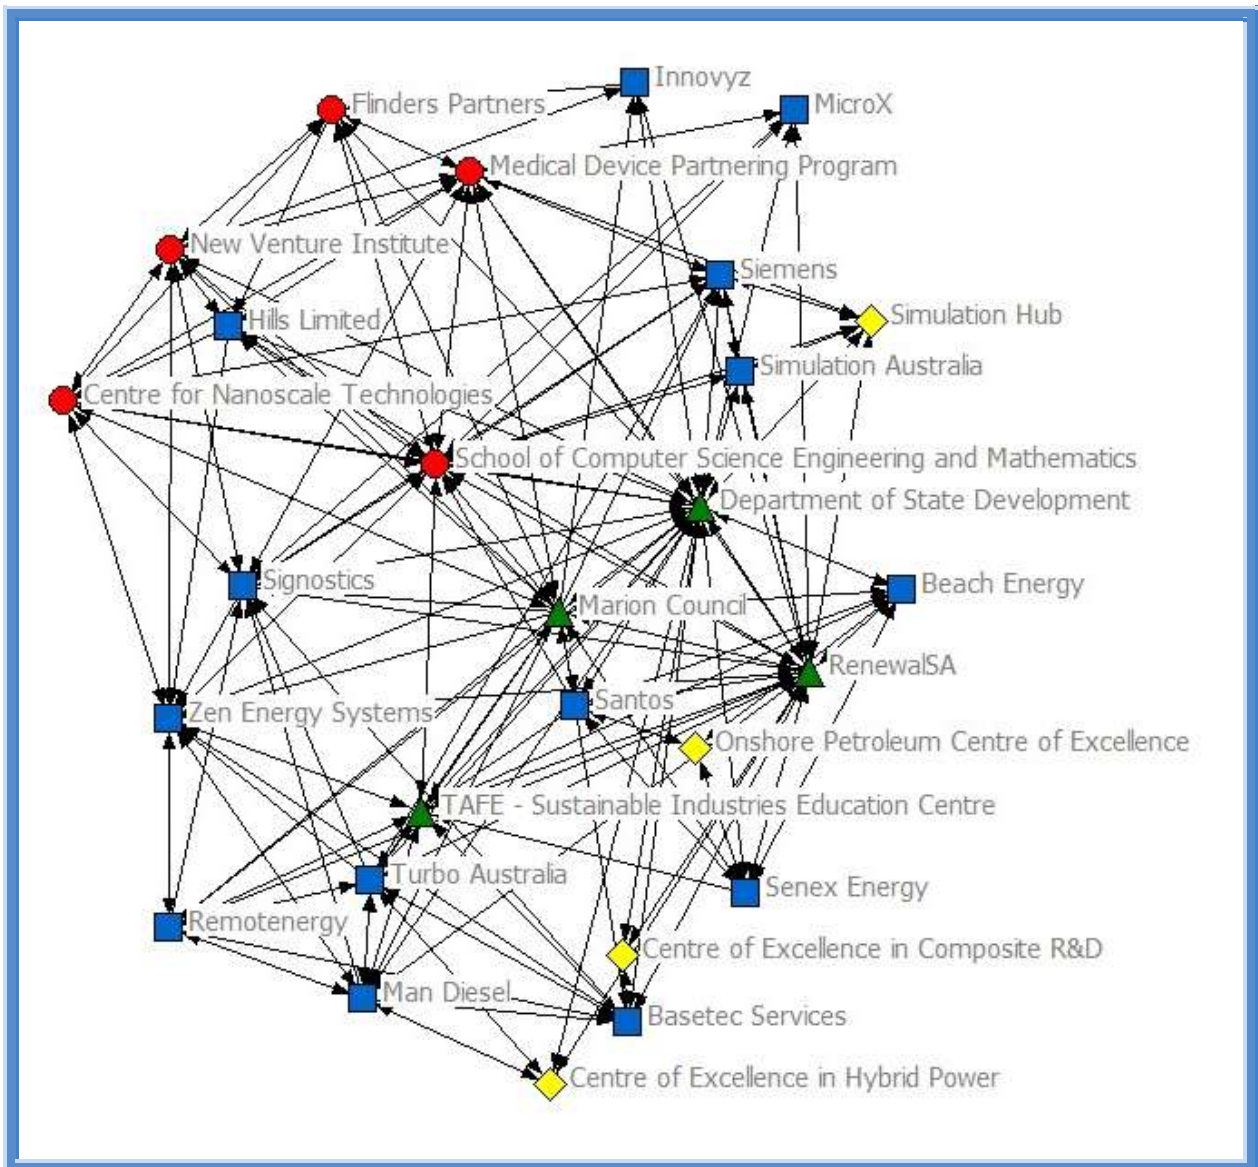 Innovyz
Flinders Partners
MicroX
Medical Device Partnering Program
New Venture Institute
Siemens
Hills Limited
Simulation Hub
Simulation Australia
Centre for Nanoscale Technologies
School of Computer Science Engineering and Mathematics
Department of State Development
Signostics
Beach Energy
Marion Council
RenewalSA
Santos
Zen Energy Systems
Onshore Petroleum Centre of Excellence
TAFE - Sustainable Industries Education Centre
Turbo Australia
Senex Energy
Remotenergy
Centre of Excellence in Composite R&D
Man Diesel
Basetec Services
Centre of Excellence in Hybrid Power